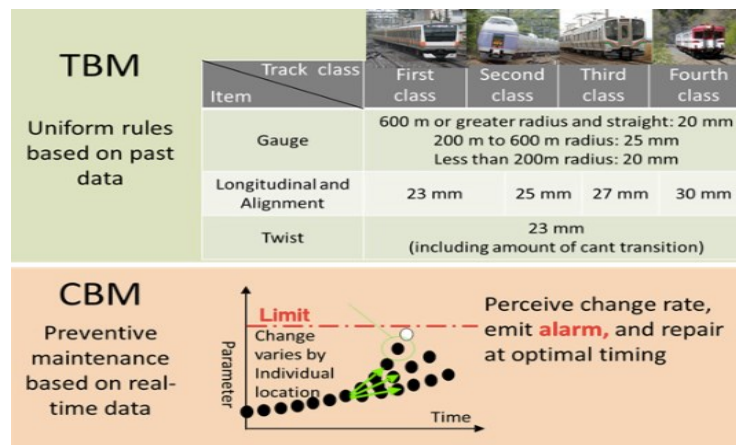 TBM
Uniform rules
based on past
data
Track class
Item
First
class
Second
class
Third
class
Fourth
class
Gauge
600 m or greater radius and straight: 20 mm
200 m to 600 m radius: 25 mm
Less than 200m radius: 20 mm
Longitudinal and
Alignment
23 mm
25 mm
27 mm
30 mm
Twist
23 mm
(including amount of cant transition)
CBM
Preventive
maintenance
based on real-
time data
Parameter
Limit
Change
varies by
Individual
location
Time
Perceive change rate,
emit alarm, and repair
at optimal timing